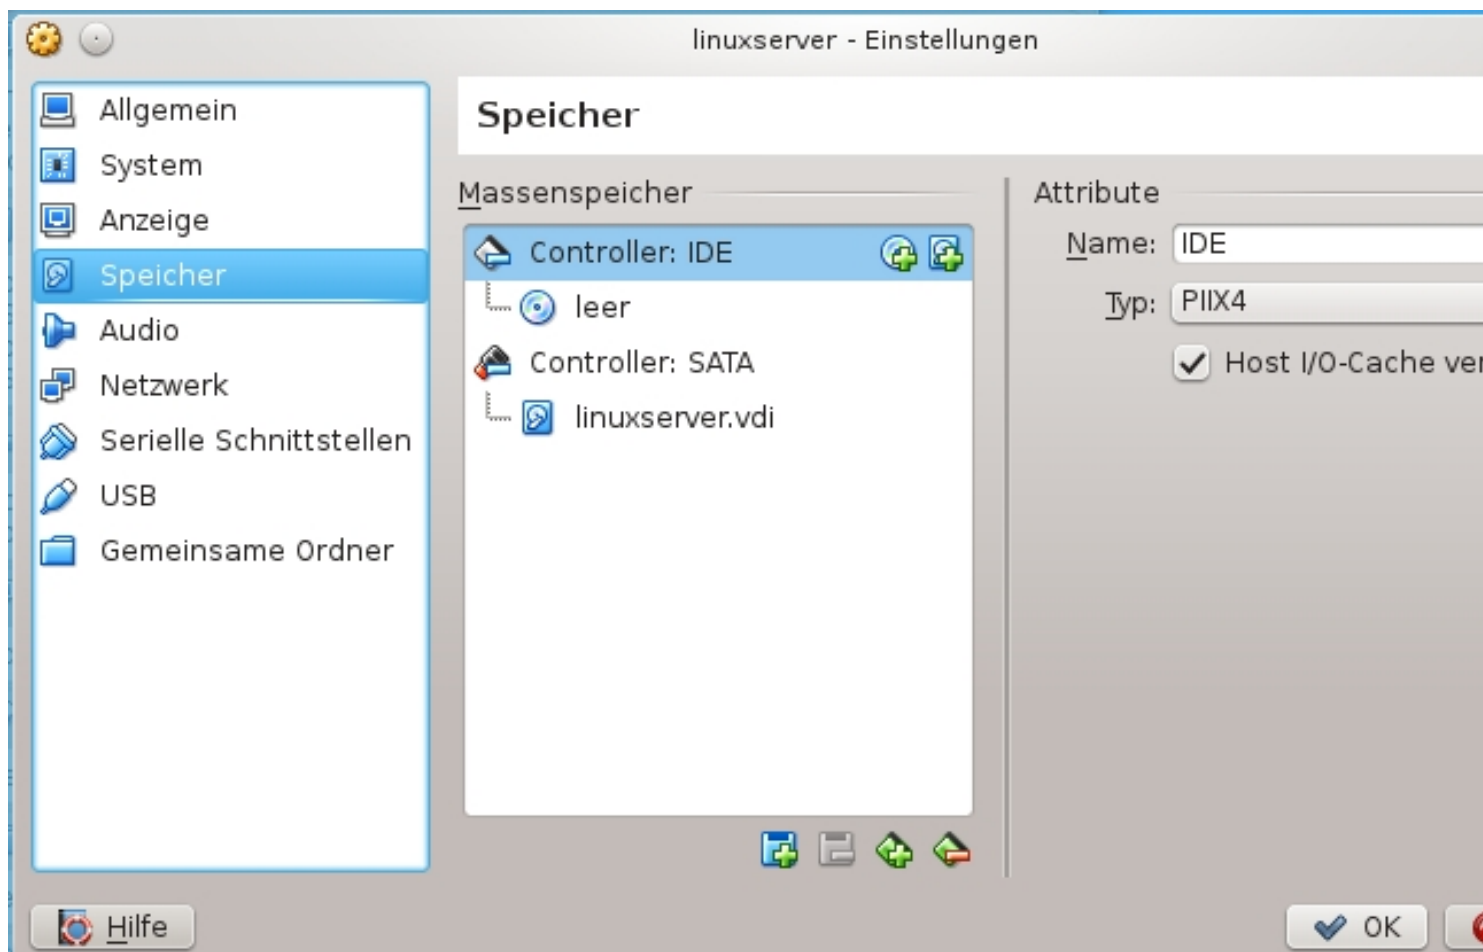 linuxserver - Einstellungen
Allgemein
System
Anzeige
Speicher
Audio
Netzwerk
Serielle Schnittstellen
USB
Gemeinsame Ordner
Speicher
Massenspeicher
Controller: IDE
leer
Controller: SATA
linuxserver.vdi
Attribute
Name: IDE
Typ: PIIX4
Host I/O-Cache
Hilfe
OK